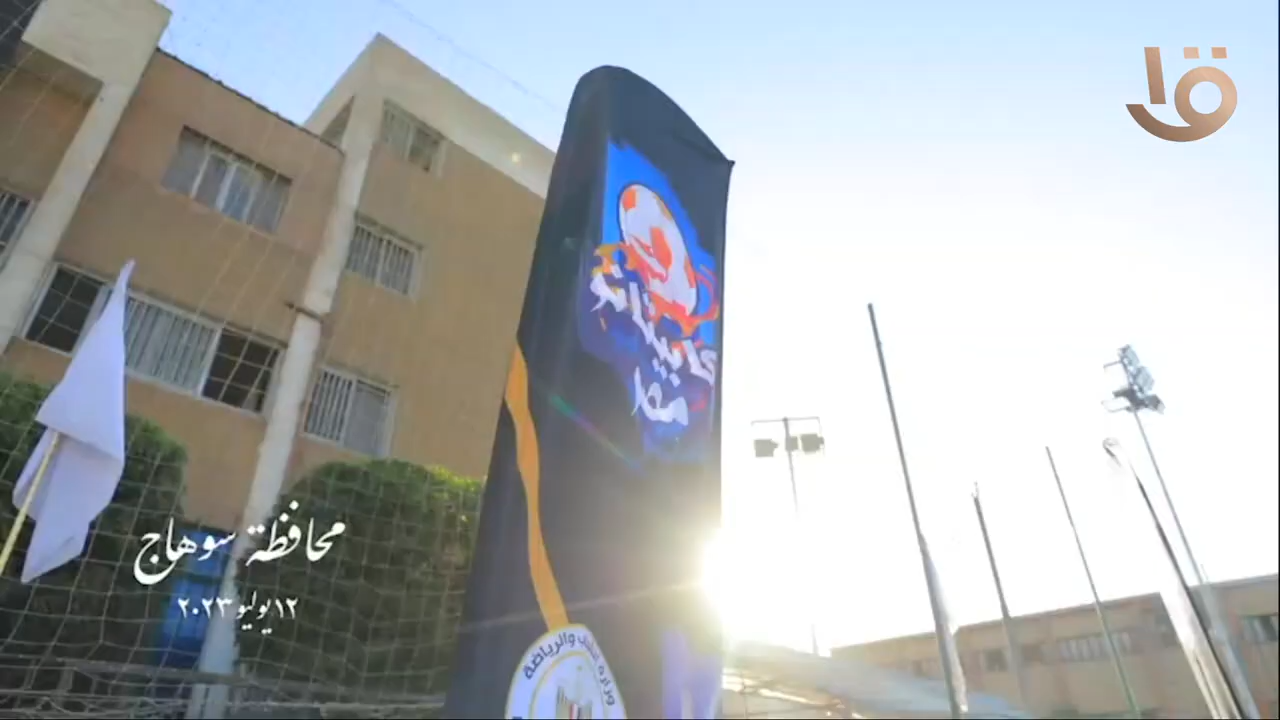 كابيتانو
مصر
محافظة سوهاج
١٢ يوليو ٢٠٢٣
وزارة الشباب والرياضة